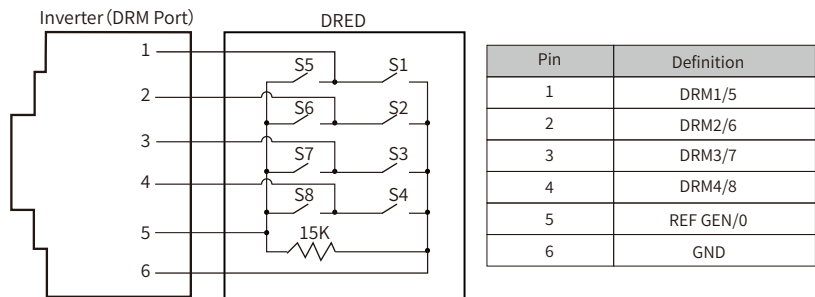 Inverter（DRM Port）
DRED
1
S5
S1
2
S6
S2
3
S7
S3
4
S8
S4
5
15K
6
Pin Definition
1 DRM1/5
2 DRM2/6
3 DRM3/7
4 DRM4/8
5 REF GEN/0
6 GND